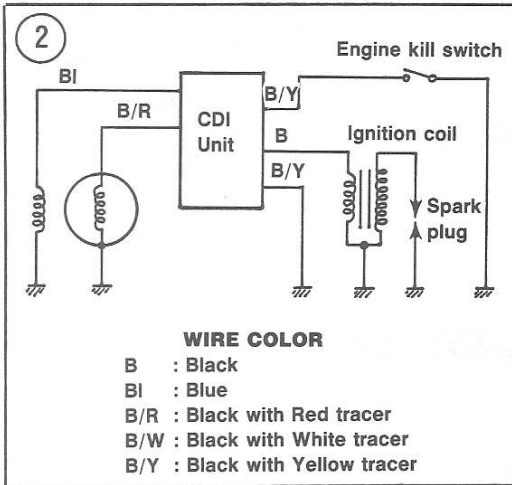 2
Engine kill switch
Bl
B/R
CDI
Unit
B/Y
B
Ignition coil
B/Y
Spark
plug
WIRE COLOR
B : Black
Bl : Blue
B/R : Black with Red tracer
B/W : Black with White tracer
B/Y : Black with Yellow tracer